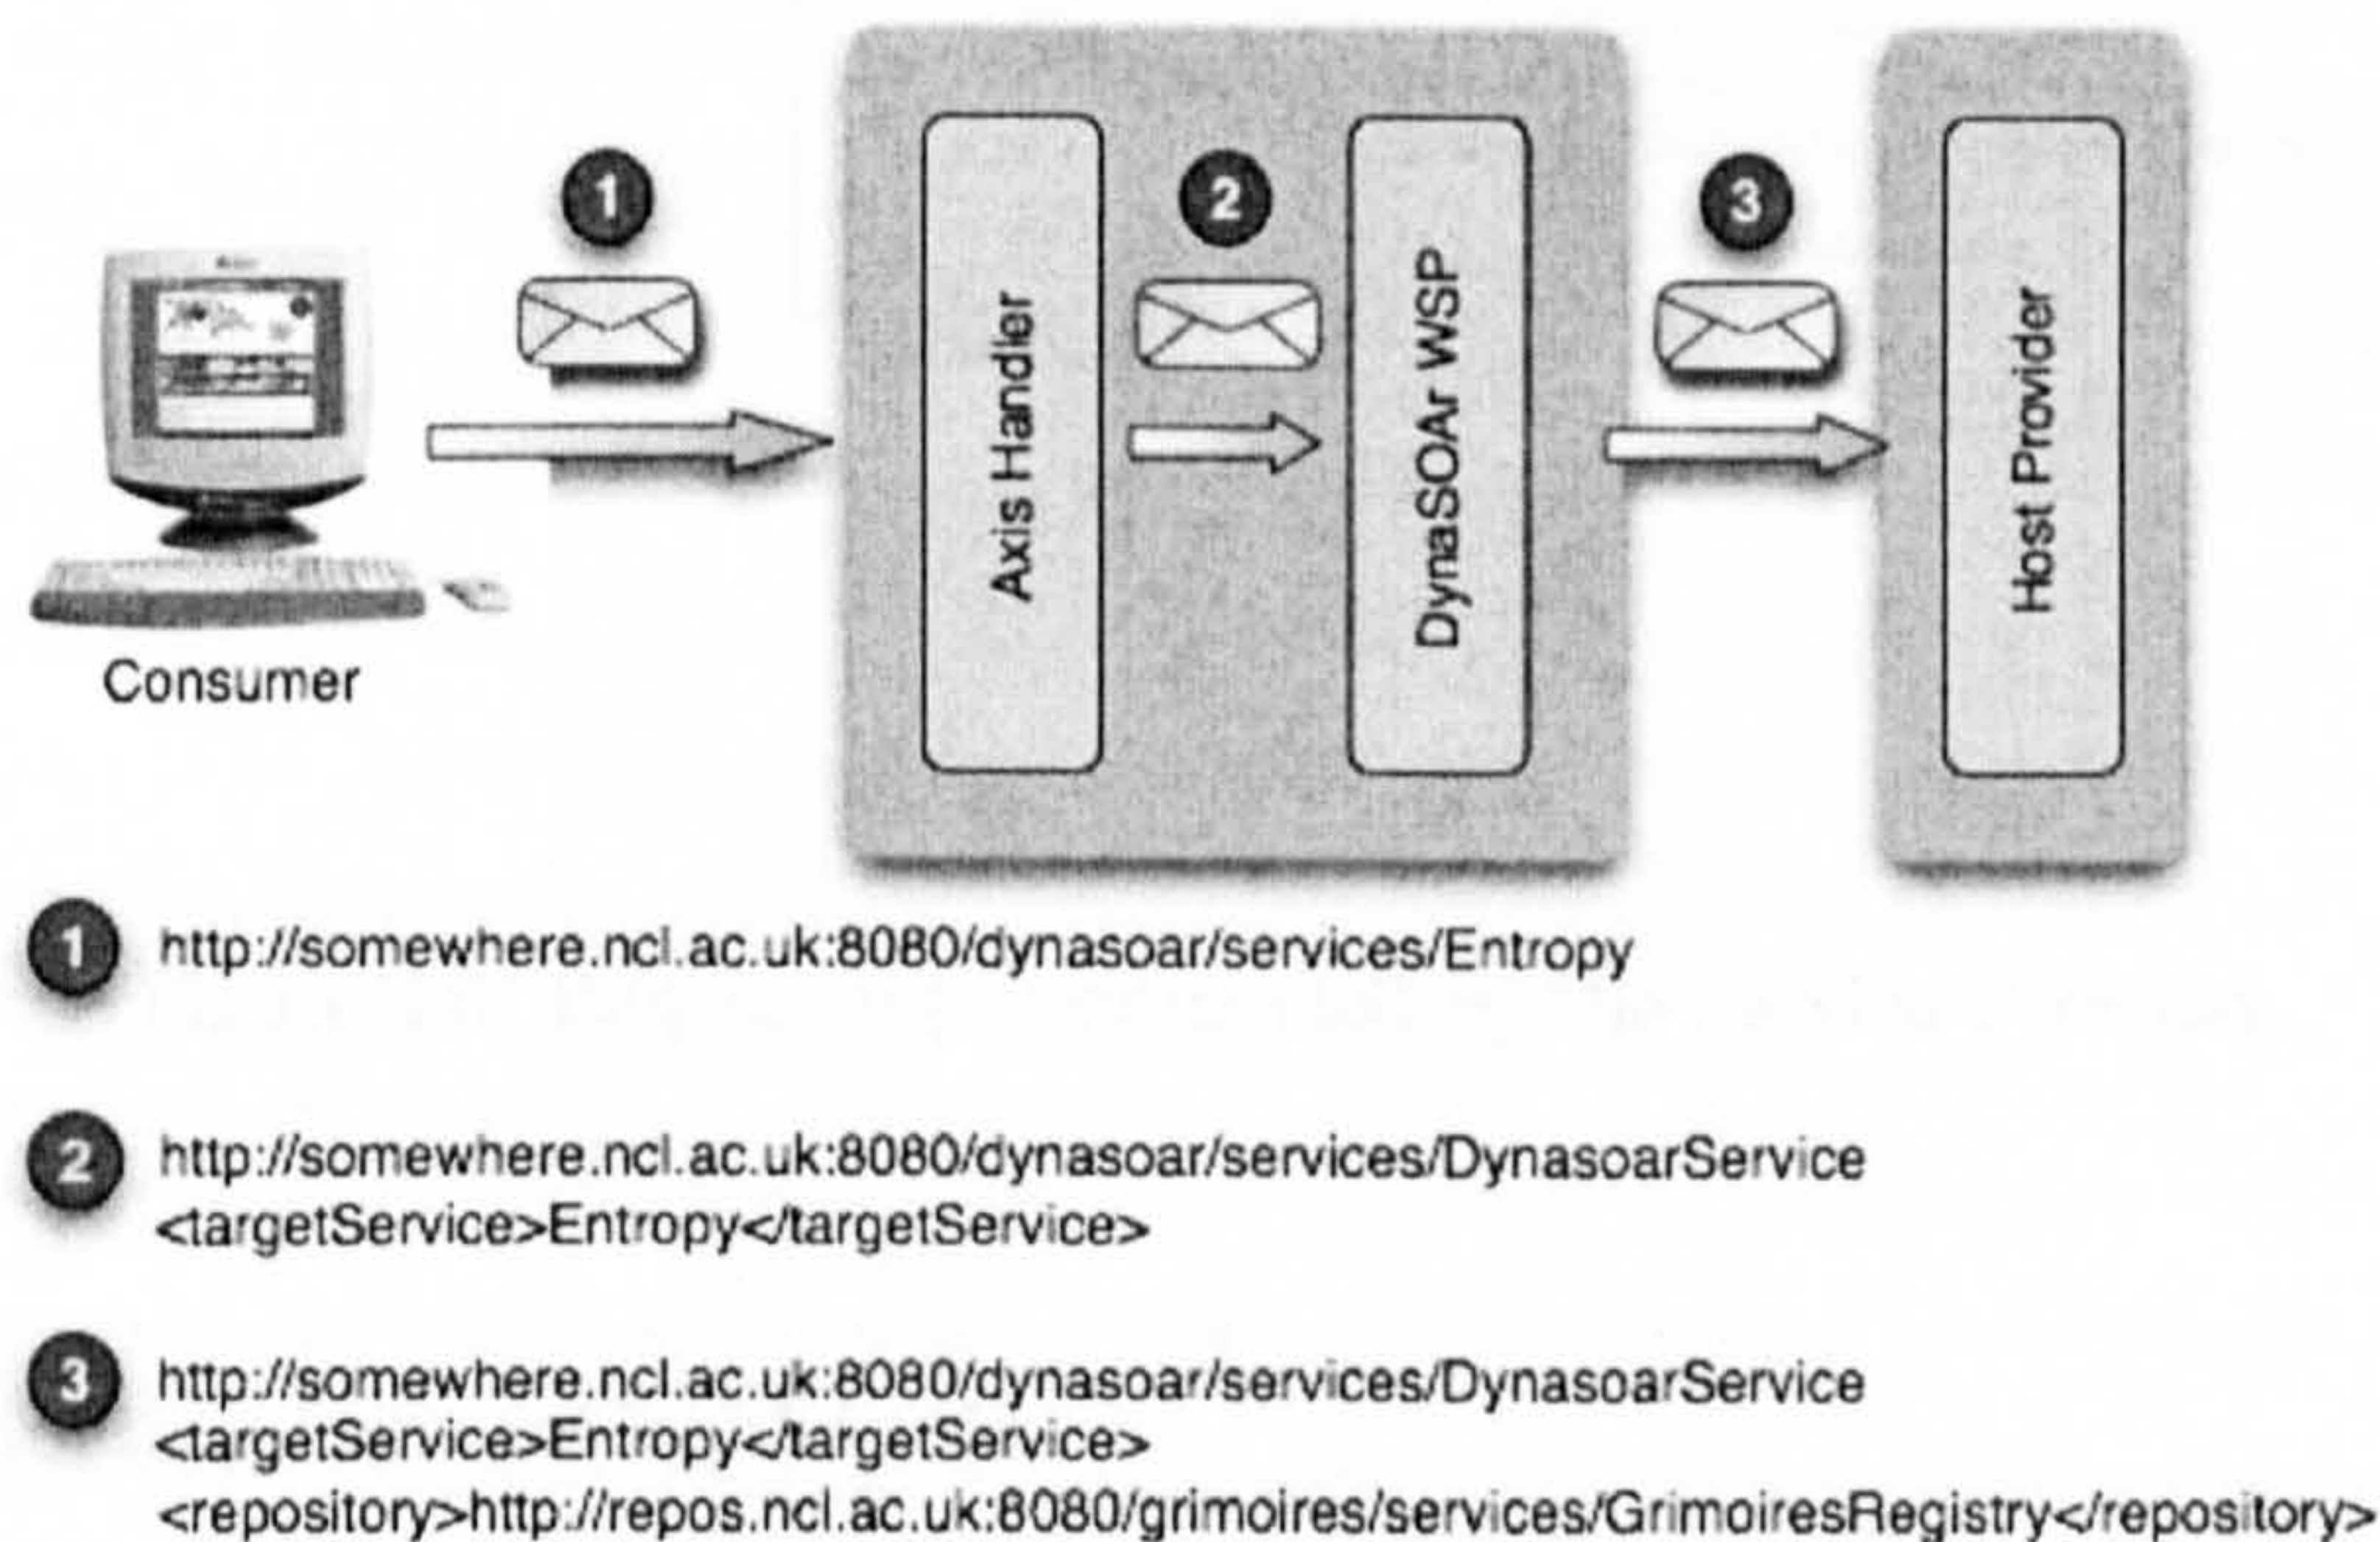 1
2
3
Axis Handler
DynaSOAr WSP
Host Provider
Consumer
1 http://somewhere.ncl.ac.uk:8080/dynasoar/services/Entropy
2 http://somewhere.ncl.ac.uk:8080/dynasoar/services/DynasoarService
<targetService>Entropy</targetService>
3 http://somewhere.ncl.ac.uk:8080/dynasoar/services/DynasoarService
<targetService>Entropy</targetService>
<repository>http://repos.ncl.ac.uk:8080/grimoires/services/GrimoiresRegistry</repository>